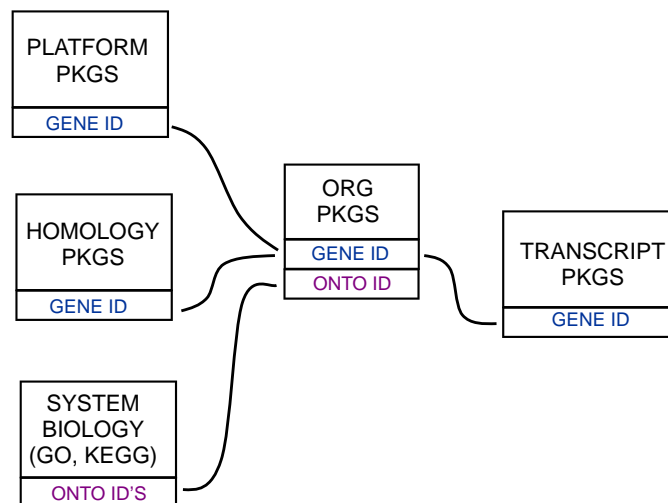 PLATFORM
PKGS
GENE ID
HOMOLOGY
PKGS
GENE ID
SYSTEM
BIOLOGY
(GO, KEGG)
ONTO ID'S
ORG
PKGS
GENE ID
ONTO ID
TRANSCRIPT
PKGS
GENE ID